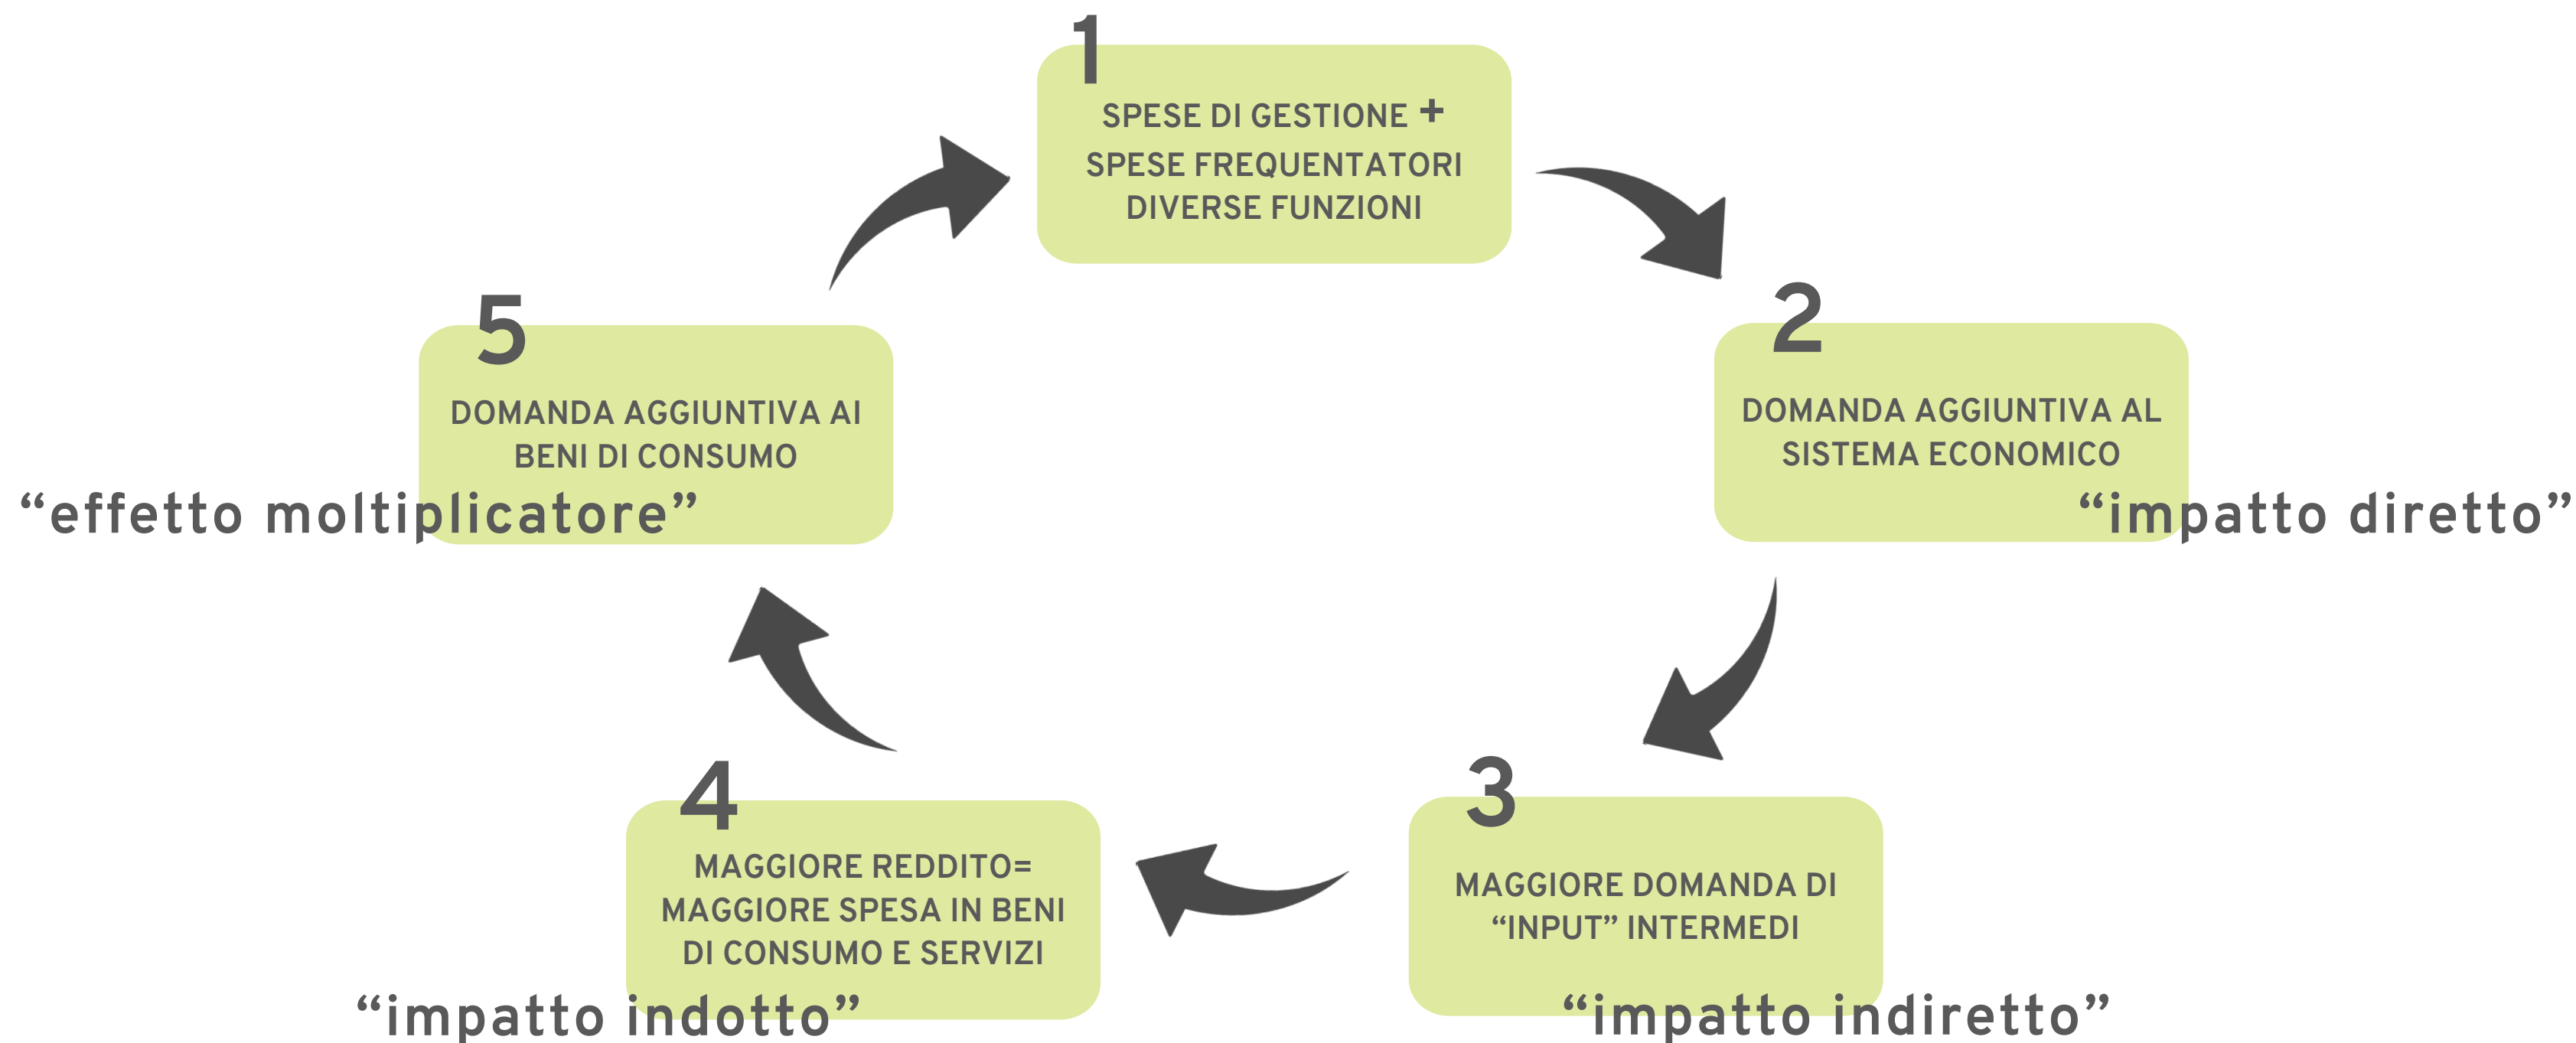 1
SPESE DI GESTIONE +
SPESE FREQUENTATORI
DIVERSE FUNZIONI
2
DOMANDA AGGIUNTIVA AL
SISTEMA ECONOMICO
“impatto diretto”
3
MAGGIORE DOMANDA DI
“INPUT” INTERMEDI
“impatto indiretto”
4
MAGGIORE REDDITO=
MAGGIORE SPESA IN BENI
DI CONSUMO E SERVIZI
“impatto indotto”
5
DOMANDA AGGIUNTIVA AI
BENI DI CONSUMO
“effetto moltiplicatore”